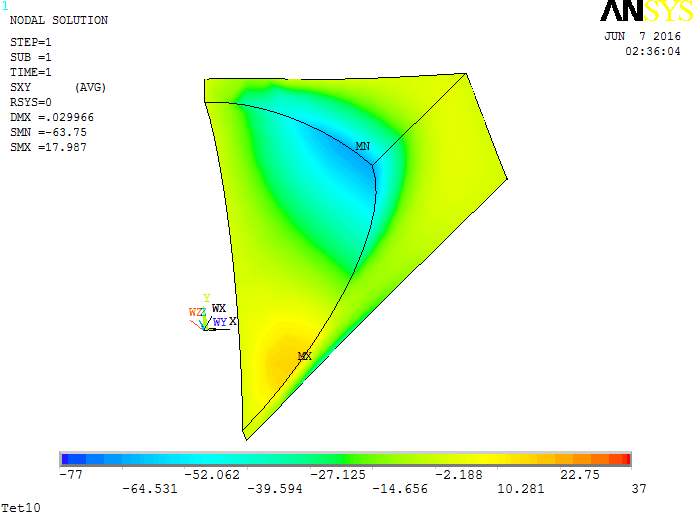 1
NODAL SOLUTION
ANSYS
JUN 7 2016
02:36:04
STEP=1
SUB =1
TIME=1
SXY (AVG)
RSYS=0
DMX =.029966
SMN =-63.75
SMX =17.987
MN
Y
WX
WZ
WY X
MX
-77 -52.062 -27.125 -2.188 22.75
-64.531 -39.594 -14.656 10.281 37
Tet10